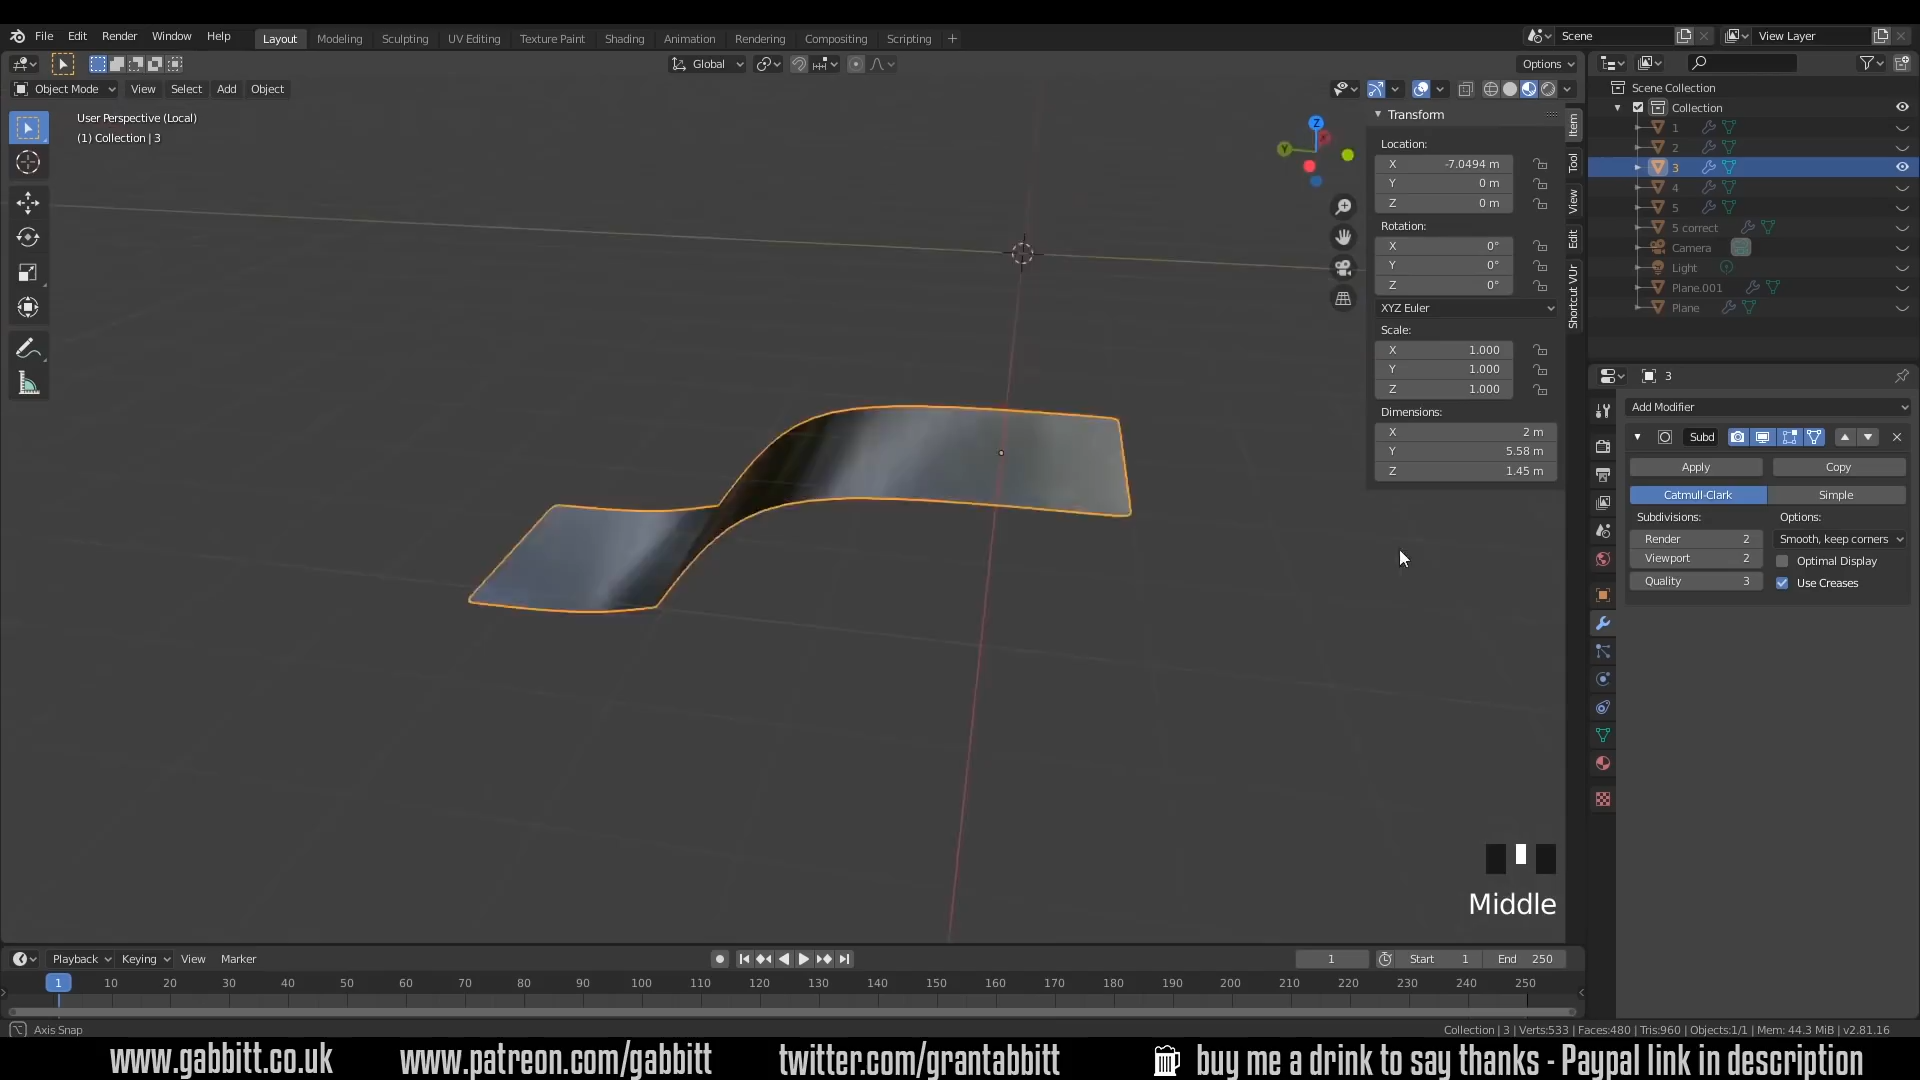 File Edit Render Window Help Layout Modeling Sculpting UV Editing Texture Paint Shading Animation Rendering Compositing Scripting + Scene View Layer
Global Options
Object Mode View Select Add Object
User Perspective (Local)
(1) Collection | 3
Z
Y
Transform
Location:
X -7.0494 m
Y 0 m
Z 0 m
Rotation:
X 0°
Y 0°
Z 0°
XYZ Euler
Scale:
X 1.000
Y 1.000
Z 1.000
Dimensions:
X 2 m
Y 5.58 m
Z 1.45 m
Item
Tool
View
Edit
Shortcut VUr
Scene Collection
Collection
1
2
3
4
5
5 correct
Camera
Light
Plane.001
Plane
3
Add Modifier
Subd
Apply Copy
Catmull-Clark Simple
Subdivisions: Options:
Render 2 Smooth, keep corners
Viewport 2 Optimal Display
Quality 3 Use Creases
Middle
Playback Keying View Marker 1 Start 1 End 250
1 10 20 30 40 50 60 70 80 90 100 110 120 130 140 150 160 170 180 190 200 210 220 230 240 250
Axis Snap Collection | 3 | Verts:533 | Faces:480 | Tris:960 | Objects:1/1 | Mem: 44.3 MiB | v2.81.16
www.gabbitt.co.uk www.patreon.com/gabbitt twitter.com/grantabbitt buy me a drink to say thanks - Paypal link in description